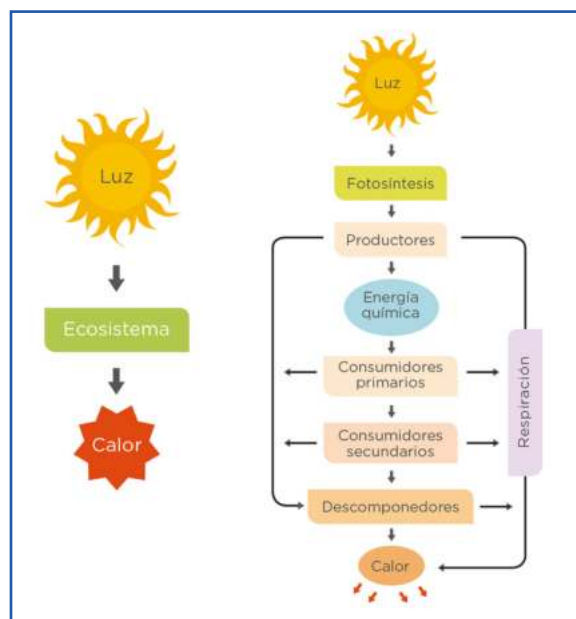 Luz
Ecosistema
Calor
Luz
Fotosíntesis
Productores
Energía
química
Consumidores
primarios
Consumidores
secundarios
Descomponedores
Calor
Respiración